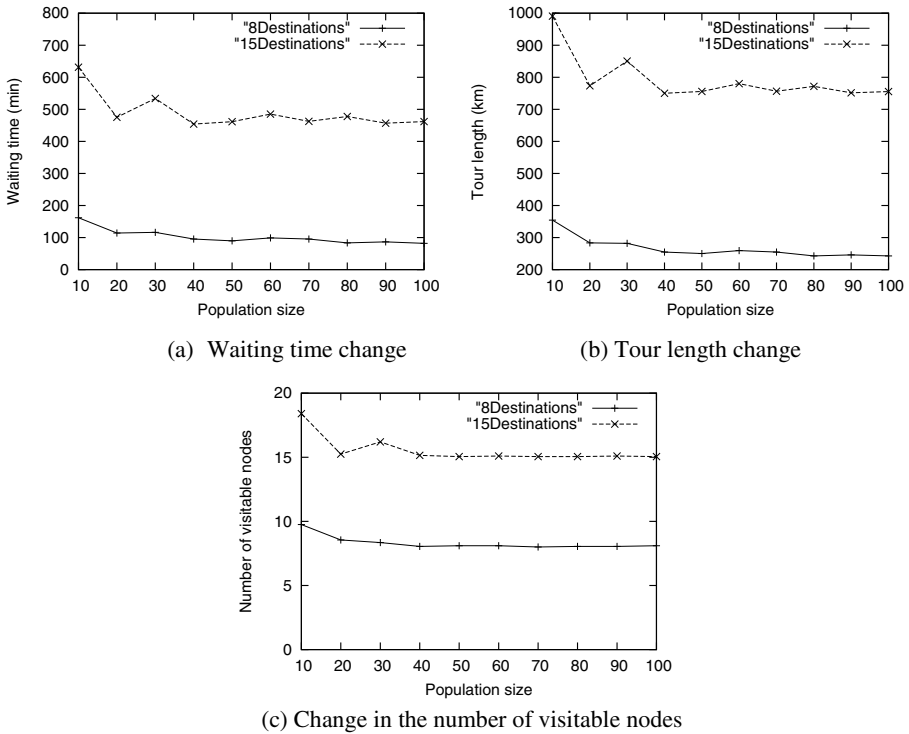 800
700
600
500
400
300
200
100
0
Waiting time (min)
"8Destinations"
"15Destinations"
10 20 30 40 50 60 70 80 90 100
Population size
(a) Waiting time change
1000
900
800
700
600
500
400
300
200
Tour length (km)
"8Destinations"
"15Destinations"
10 20 30 40 50 60 70 80 90 100
Population size
(b) Tour length change
20
15
10
5
0
Number of visitable nodes
"8Destinations"
"15Destinations"
10 20 30 40 50 60 70 80 90 100
Population size
(c) Change in the number of visitable nodes